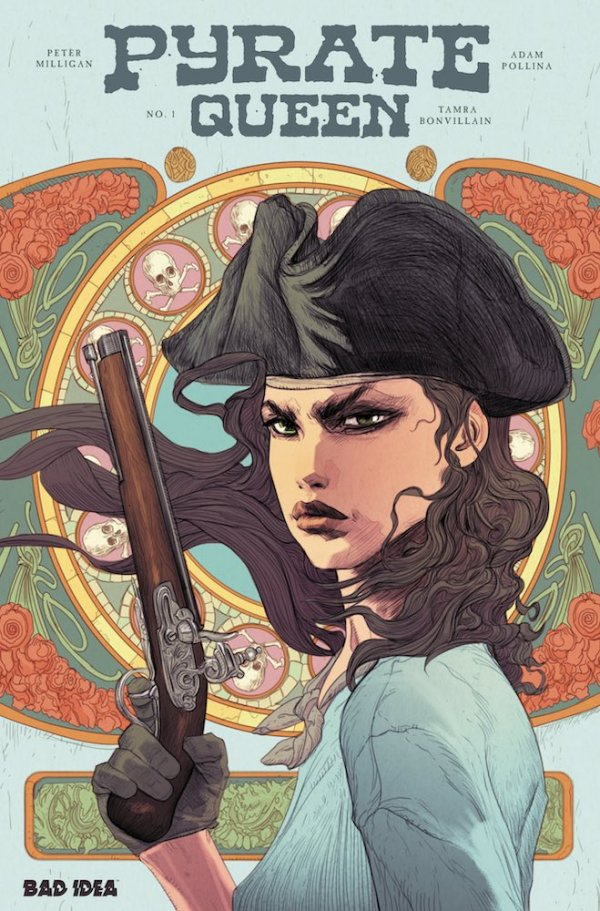 PYRATE
QUEEN
PETER
MILLIGAN
ADAM
POLLINA
NO. 1
TAMRA
BONVILLAIN
BAD IDEA